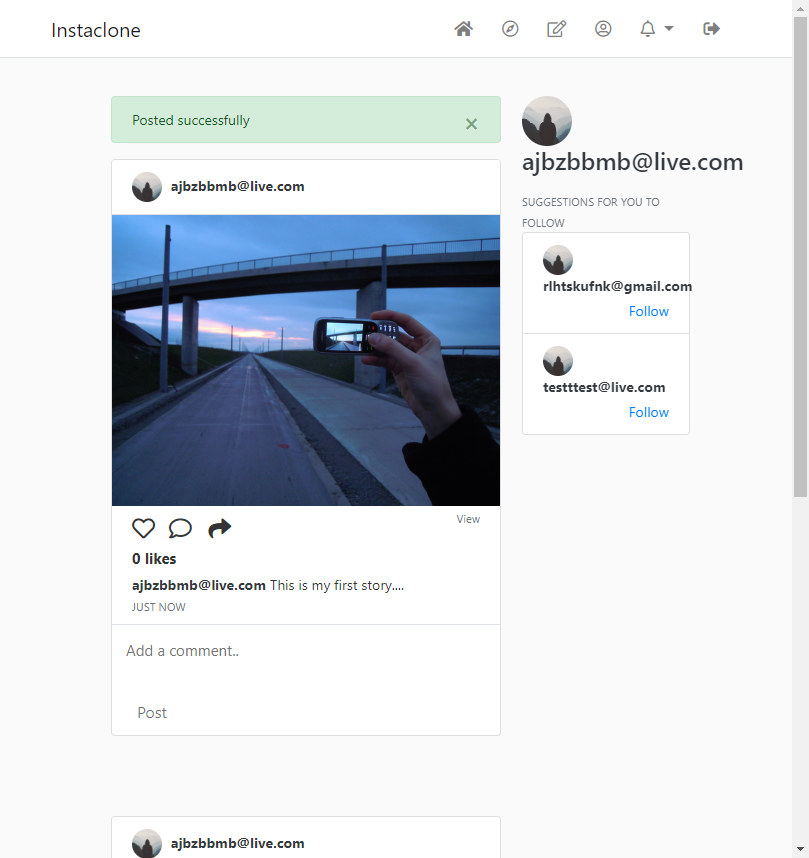 Instaclone
Posted successfully
×
ajbzbbmb@live.com
View
0 likes
ajbzbbmb@live.com This is my first story....
JUST NOW
Add a comment..
Post
ajbzbbmb@live.com
ajbzbbmb@live.com
SUGGESTIONS FOR YOU TO
FOLLOW
rlhtskufnk@gmail.com
Follow
testttest@live.com
Follow